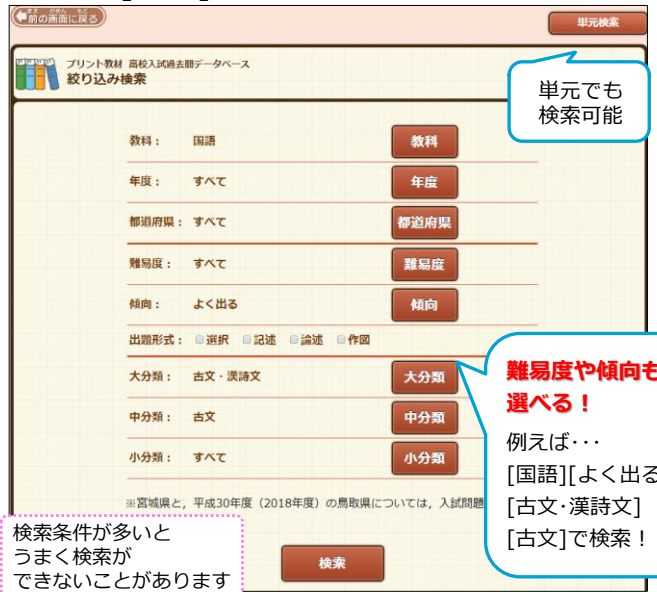 前の画面に戻る
単元検索
プリント教材 高校入試過去問データベース
絞り込み検索
単元でも
検索可能
教科： 国語 教科
年度： すべて 年度
都道府県： すべて 都道府県
難易度： すべて 難易度
傾向： よく出る 傾向
出題形式： 選択 記述 論述 作図
大分類： 古文・漢詩文 大分類
中分類： 古文 中分類
小分類： すべて 小分類
難易度や傾向も
選べる！
例えば･･･
[国語][よく出る
[古文･漢詩文]
[古文]で検索！
※宮城県と，平成30年度（2018年度）の鳥取県については，入試問題
検索条件が多いと
うまく検索が
できないことがあります
検索